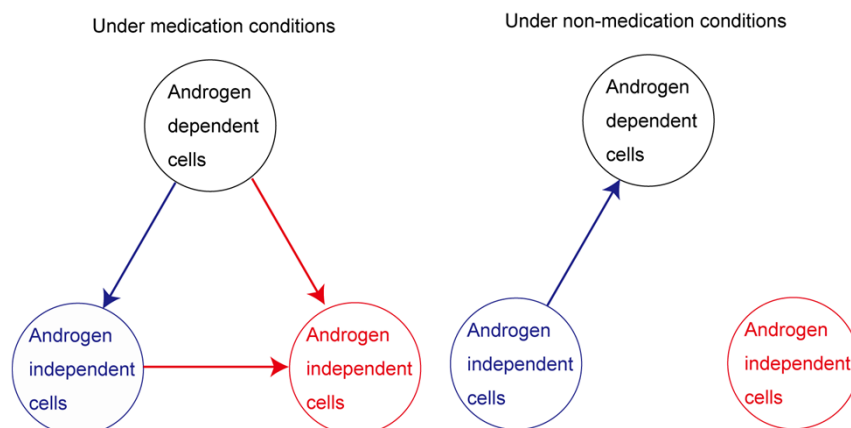 Under medication conditions
Androgen
dependent
cells
Androgen
independent
cells
Androgen
independent
cells
Under non-medication conditions
Androgen
dependent
cells
Androgen
independent
cells
Androgen
independent
cells